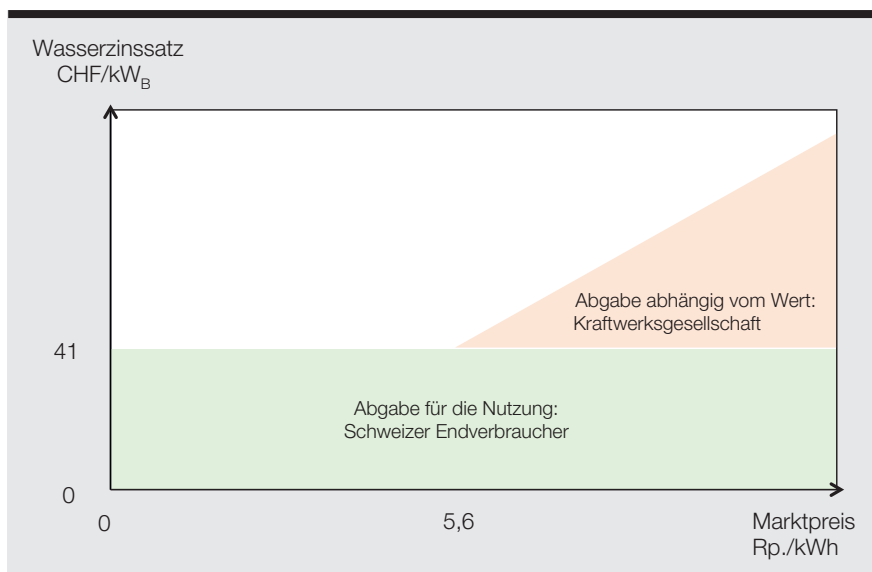 Wasserzinssatz
CHF/kW_B
Abgabe abhängig vom Wert:
Kraftwerksgesellschaft
41
Abgabe für die Nutzung:
Schweizer Endverbraucher
0
0
5,6
Marktpreis
Rp./kWh